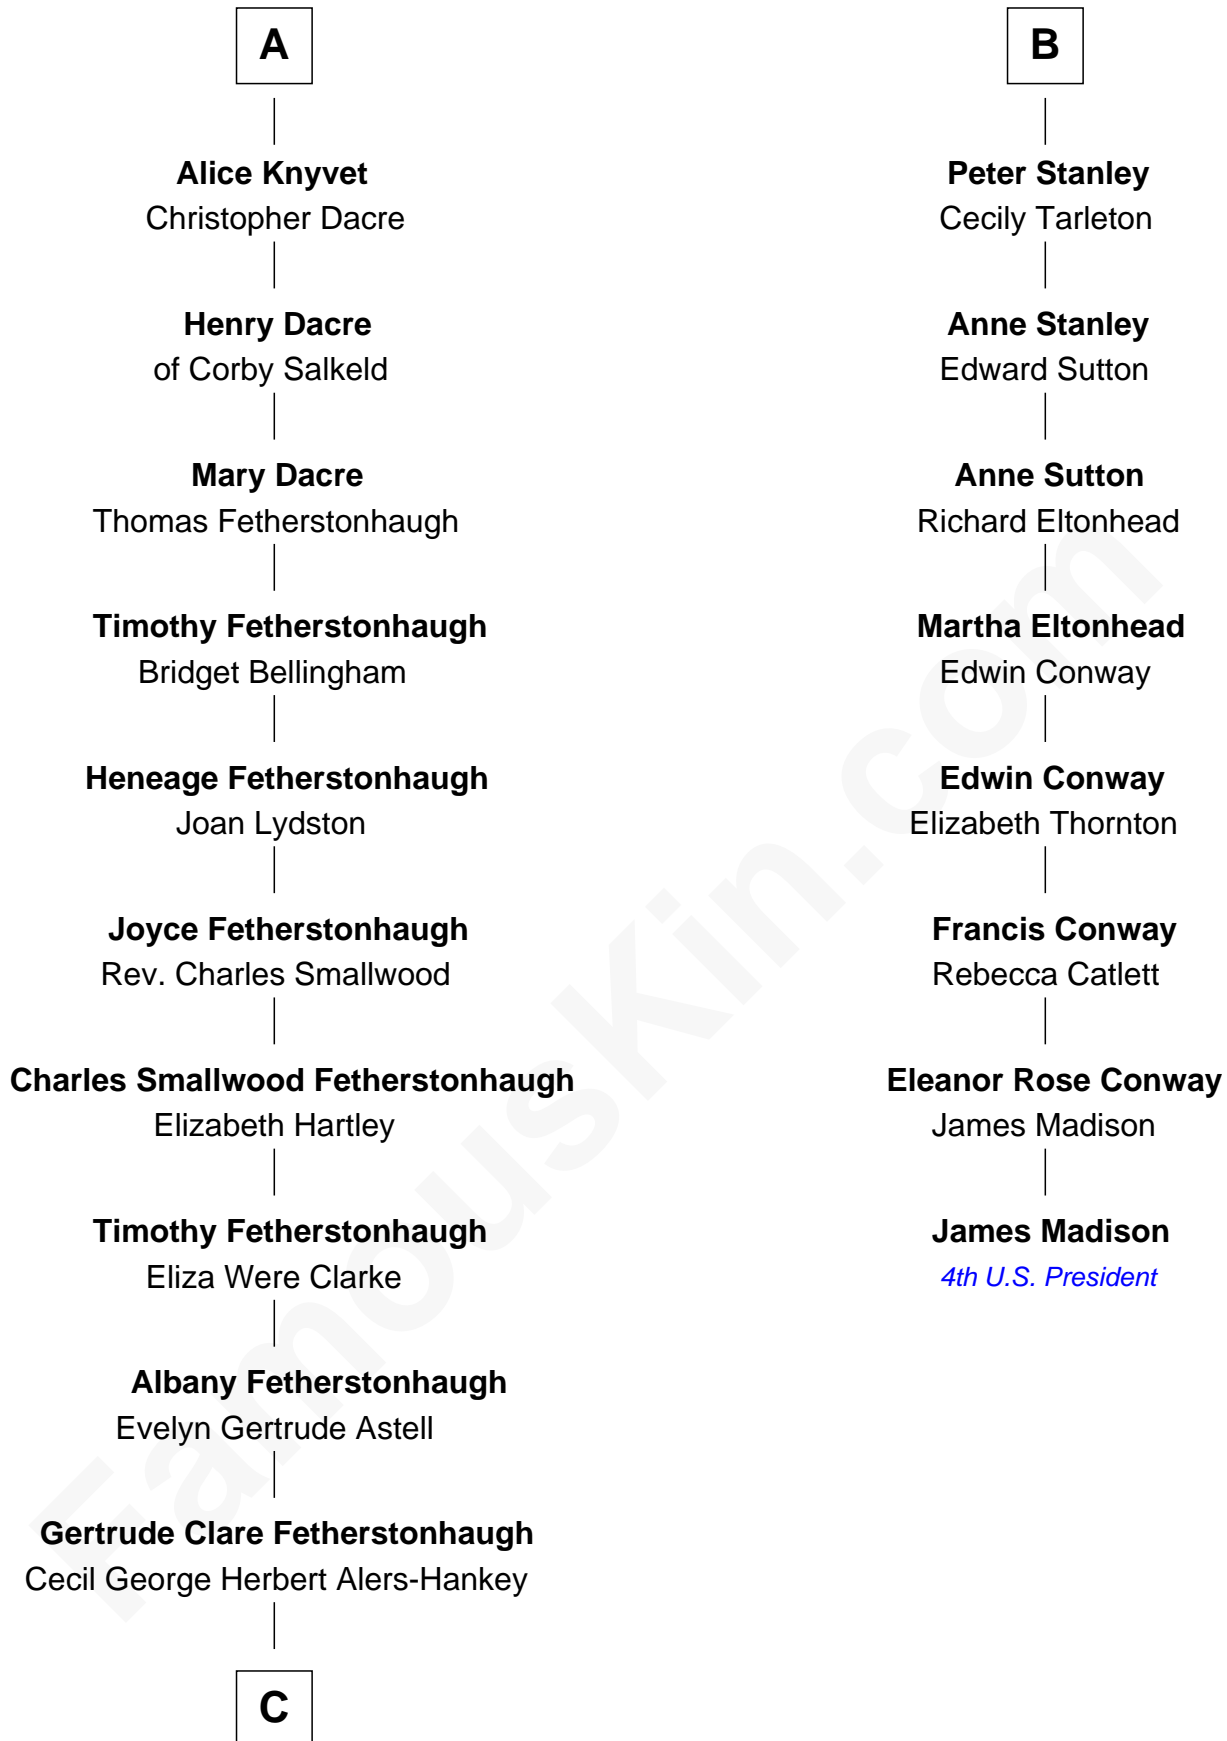 A
Alice Knyvet
Christopher Dacre
Henry Dacre
of Corby Salkeld
Mary Dacre
Thomas Fetherstonhaugh
Timothy Fetherstonhaugh
Bridget Bellingham
Heneage Fetherstonhaugh
Joan Lydston
Joyce Fetherstonhaugh
Rev. Charles Smallwood
Charles Smallwood Fetherstonhaugh
Elizabeth Hartley
Timothy Fetherstonhaugh
Eliza Were Clarke
Albany Fetherstonhaugh
Evelyn Gertrude Astell
Gertrude Clare Fetherstonhaugh
Cecil George Herbert Alers-Hankey
C
B
Peter Stanley
Cecily Tarleton
Anne Stanley
Edward Sutton
Anne Sutton
Richard Eltonhead
Martha Eltonhead
Edwin Conway
Edwin Conway
Elizabeth Thornton
Francis Conway
Rebecca Catlett
Eleanor Rose Conway
James Madison
James Madison
4th U.S. President
FamousKin.com